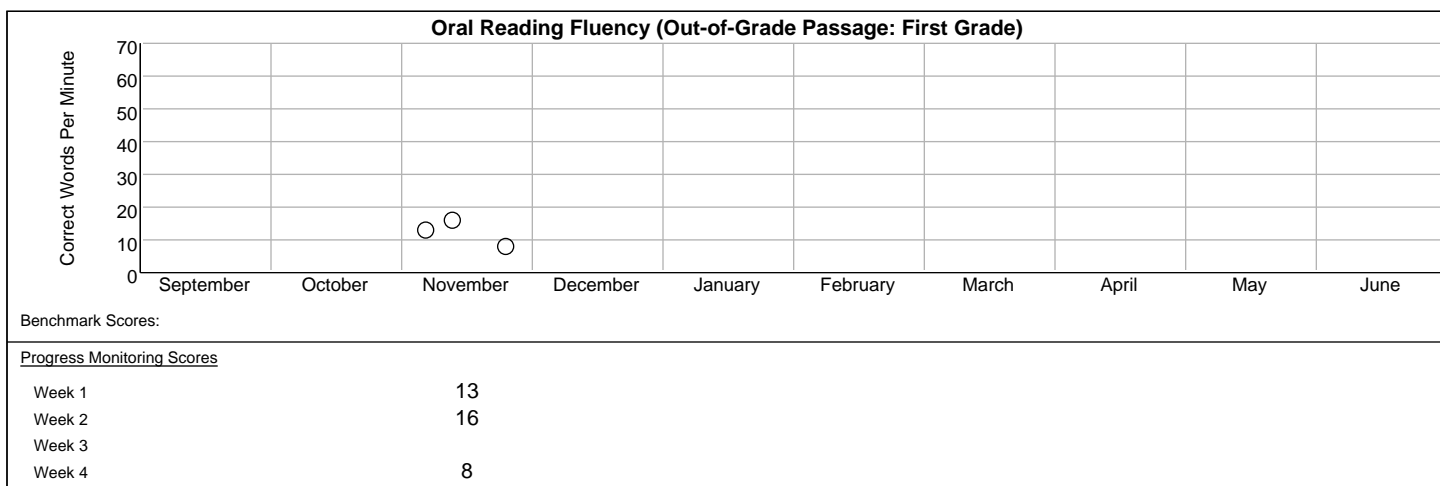 Oral Reading Fluency (Out-of-Grade Passage: First Grade)
Correct Words Per Minute
70
60
50
40
30
20
10
0
September October November December January February March April May June
Benchmark Scores:
Progress Monitoring Scores
Week 1 13
Week 2 16
Week 3
Week 4 8